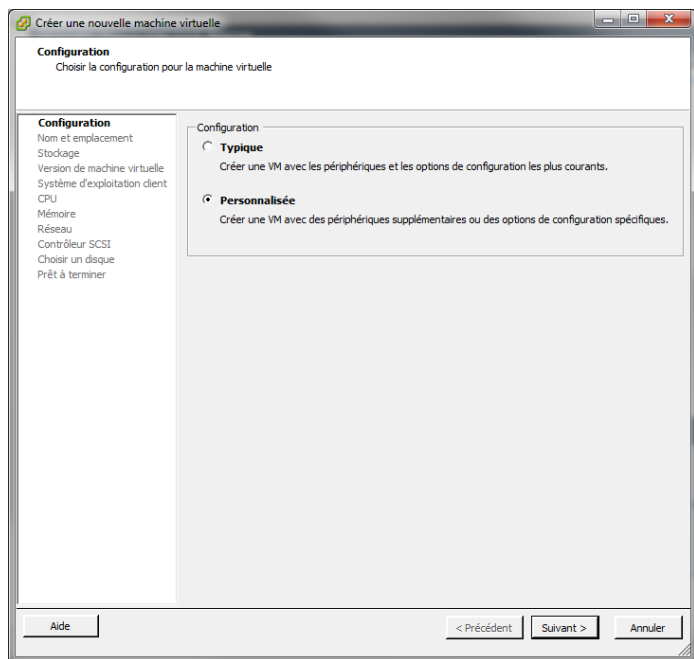 Créer une nouvelle machine virtuelle
Configuration
Choisir la configuration pour la machine virtuelle
Configuration
Nom et emplacement
Stockage
Version de machine virtuelle
Système d'exploitation client
CPU
Mémoire
Réseau
Contrôleur SCSI
Choisir un disque
Prêt à terminer
Configuration
Typique
Créer une VM avec les périphériques et les options de configuration les plus courants.
Personnalisée
Créer une VM avec des périphériques supplémentaires ou des options de configuration spécifiques.
Aide
< Précédent
Suivant >
Annuler